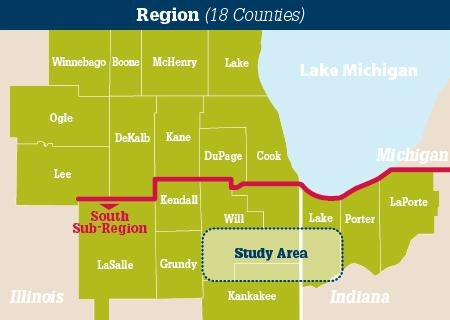 Region (18 Counties)
Winnebago Boone McHenry Lake
Lake Michigan
Ogle
DeKalb Kane
DuPage Cook
Michigan
Lee
Kendall
LaPorte
South
Sub-Region
Will
Lake Porter
Study Area
LaSalle Grundy
Illinois Kankakee Indiana